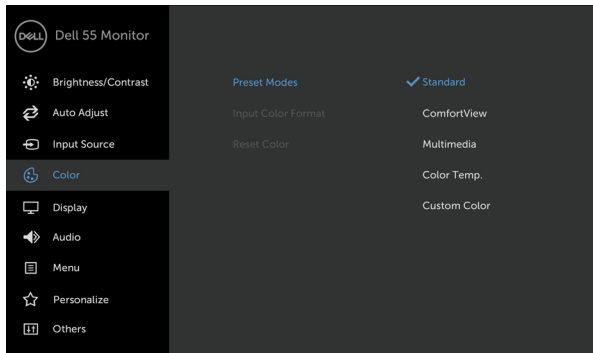 DELL Dell 55 Monitor
Brightness/Contrast Preset Modes Standard
Auto Adjust Input Color Format ComfortView
Input Source Reset Color Multimedia
Color Color Temp.
Display Custom Color
Audio
Menu
Personalize
Others